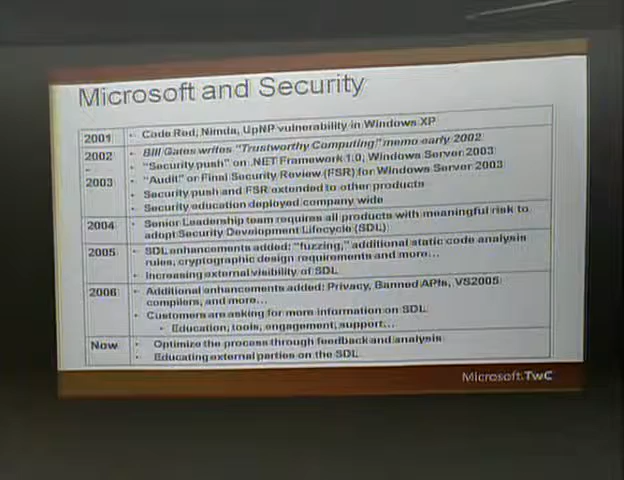 Microsoft and Security
2001
- Code Red, Nimda, UpNP vulnerability in Windows XP
2002
-
2003
- Bill Gates writes "Trustworthy Computing" memo early 2002
- "Security push" on .NET Framework 1.0, Windows Server 2003
- "Audit" or Final Security Review (FSR) for Windows Server 2003
- Security push and FSR extended to other products
- Security education deployed company wide
2004
- Senior Leadership team requires all products with meaningful risk to
adopt Security Development Lifecycle (SDL)
2005
- SDL enhancements added: "fuzzing," additional static code analysis
rules, cryptographic design requirements and more...
- Increasing external visibility of SDL
2006
- Additional enhancements added: Privacy, Banned APIs, VS2005
compilers, and more...
- Customers are asking for more information on SDL
• Education, tools, engagement, support...
Now
- Optimize the process through feedback and analysis
- Educating external parties on the SDL
Microsoft TwC